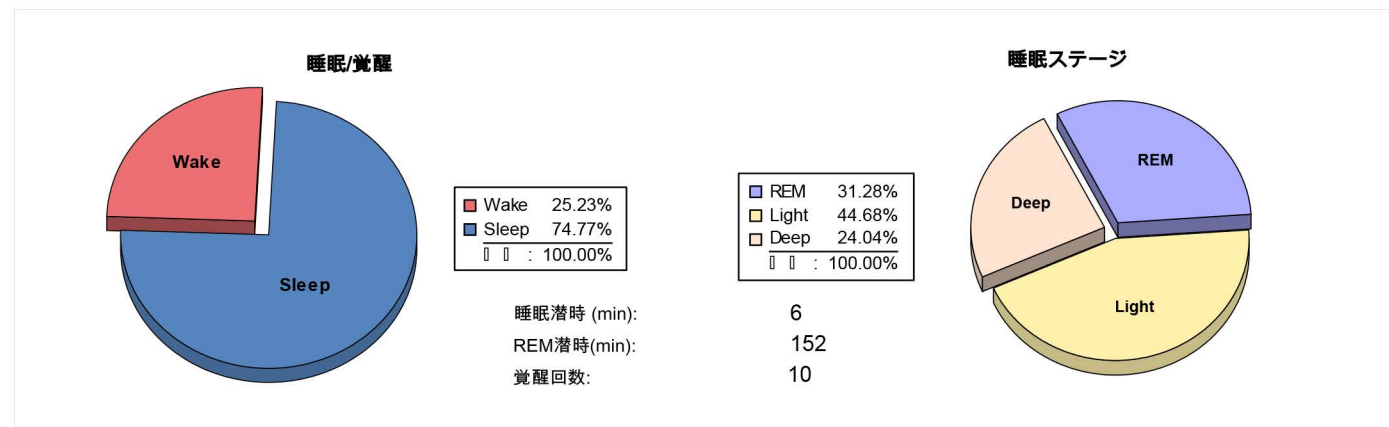 睡眠/覚醒
Wake
Sleep
Wake 25.23%
Sleep 74.77%
: 100.00%
睡眠ステージ
REM
Deep
Light
REM 31.28%
Light 44.68%
Deep 24.04%
: 100.00%
睡眠潜時 (min): 6
REM潜時(min): 152
覚醒回数: 10